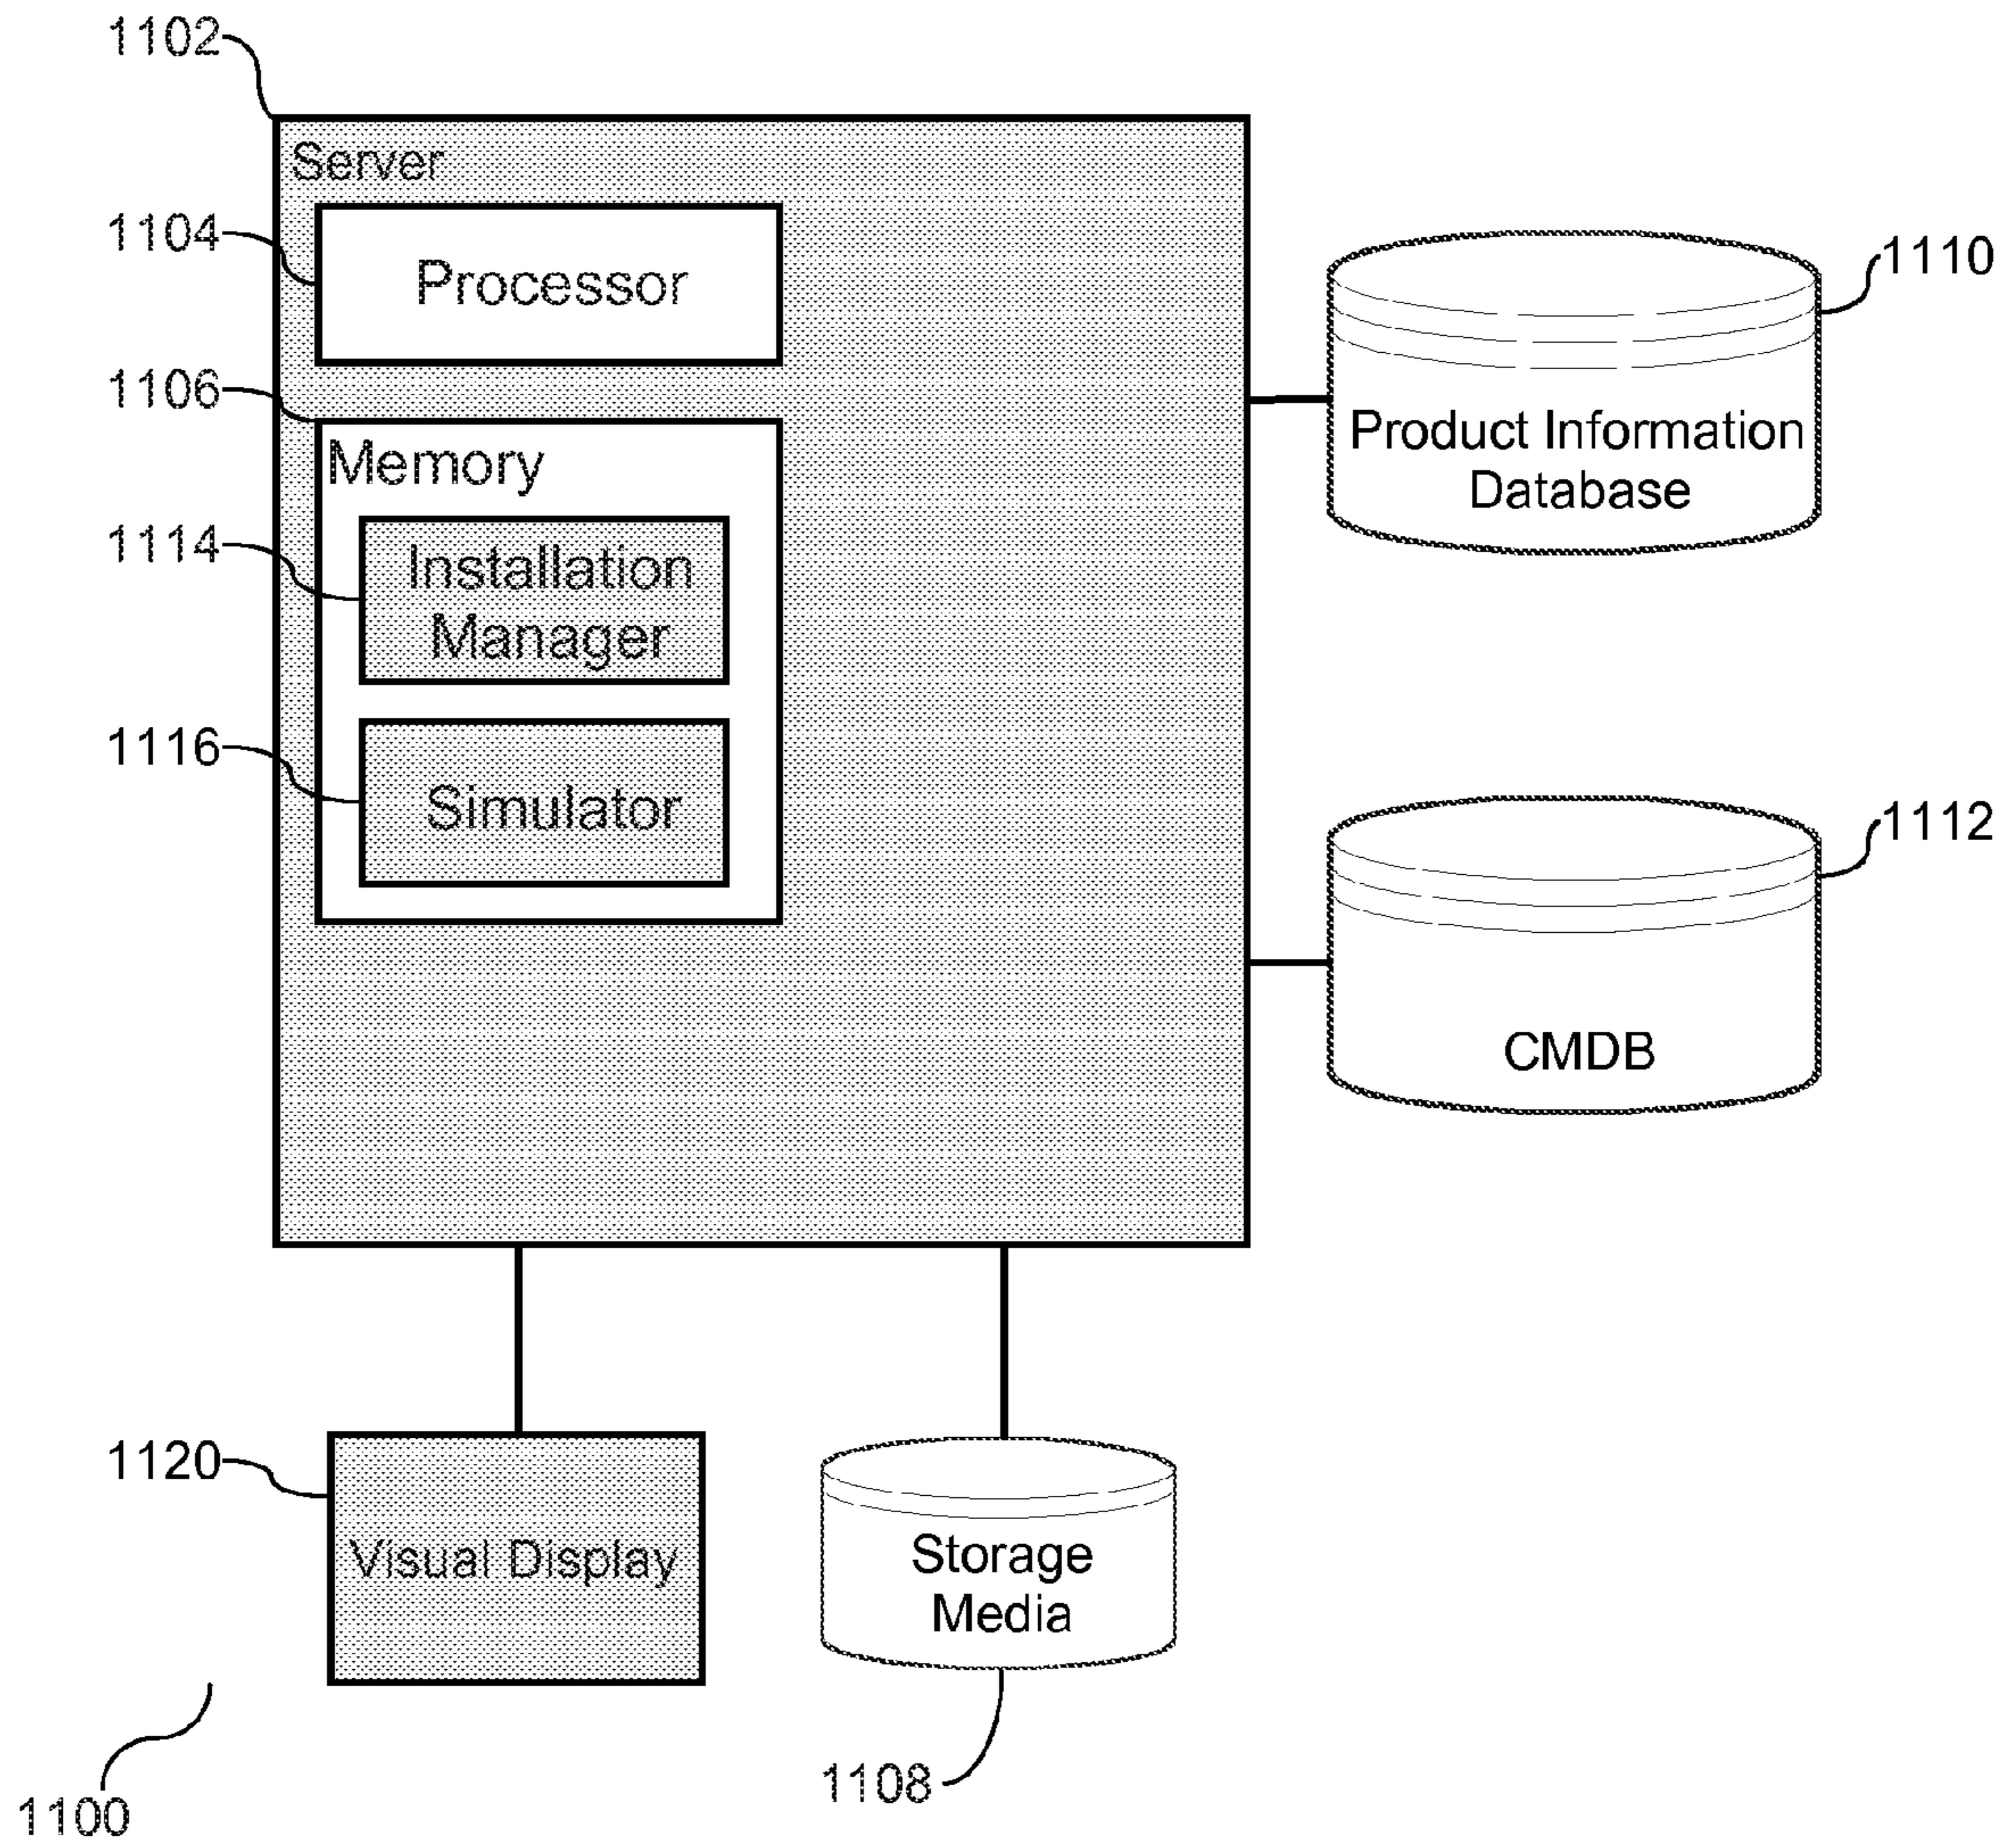 1102
Server
1104
Processor
1110
1106
Memory
Product Information
Database
1114
Installation
Manager
1116
Simulator
1112
CMDB
1120
Visual Display
Storage
Media
1108
1100